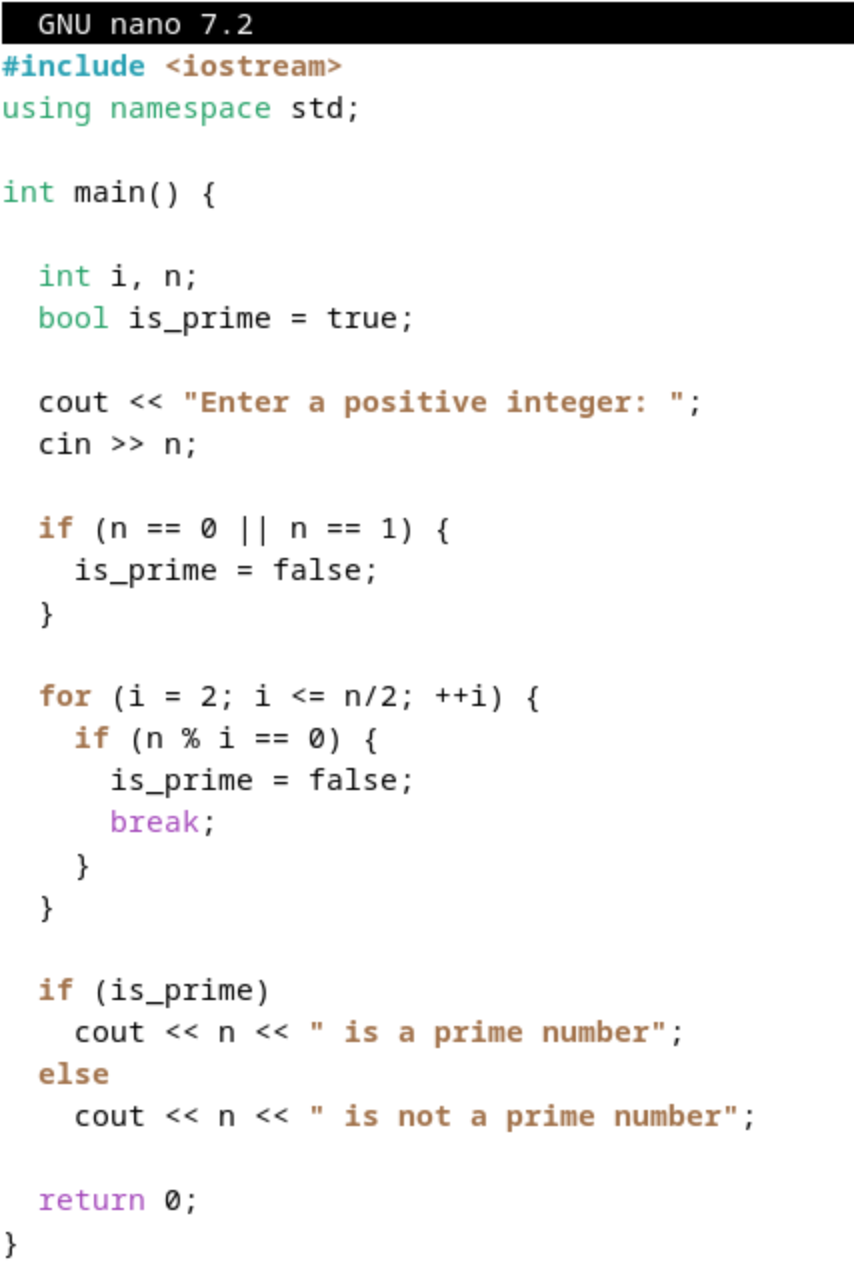 GNU nano 7.2
#include <iostream>
using namespace std;
int main() {
int i, n;
bool is_prime = true;
cout << "Enter a positive integer: ";
cin >> n;
if (n == 0 || n == 1) {
is_prime = false;
}
for (i = 2; i <= n/2; ++i) {
if (n % i == 0) {
is_prime = false;
break;
}
}
if (is_prime)
cout << n << " is a prime number";
else
cout << n << " is not a prime number";
return 0;
}